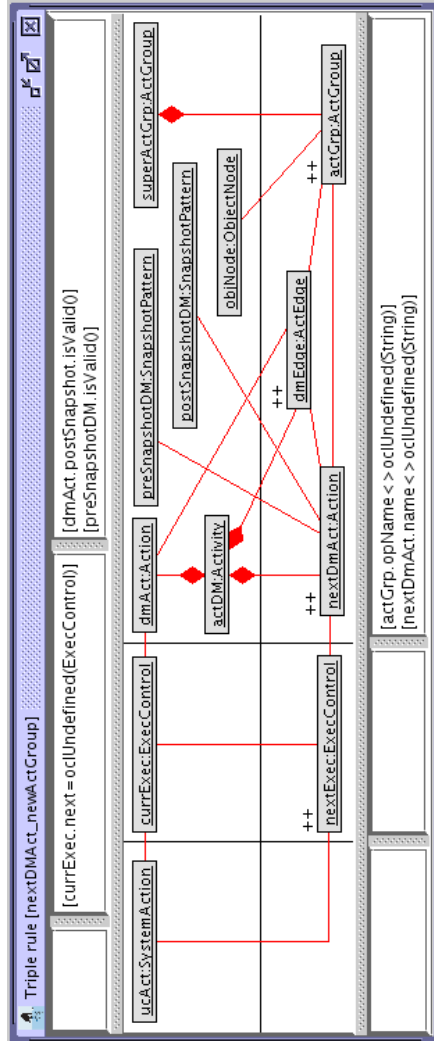 Triple rule [nextDMAct_newActGroup]
[currExec.next=oclUndefined(ExecControl)]
[dmAct.postSnapshot.isValid()]
[preSnapshotDM.isValid()]
ucAct:SystemAction
currExec:ExecControl
dmAct:Action
preSnapshotDM:SnapshotPattern
superActGrp:ActGroup
postSnapshotDM:SnapshotPattern
actDM:Activity
objNode:ObjectNode
++
dmEdge:ActEdge
++
++
nextExec:ExecControl
++
nextDmAct:Action
actGrp:ActGroup
[actGrp.opName<>oclUndefined(String)]
[nextDmAct.name<>oclUndefined(String)]